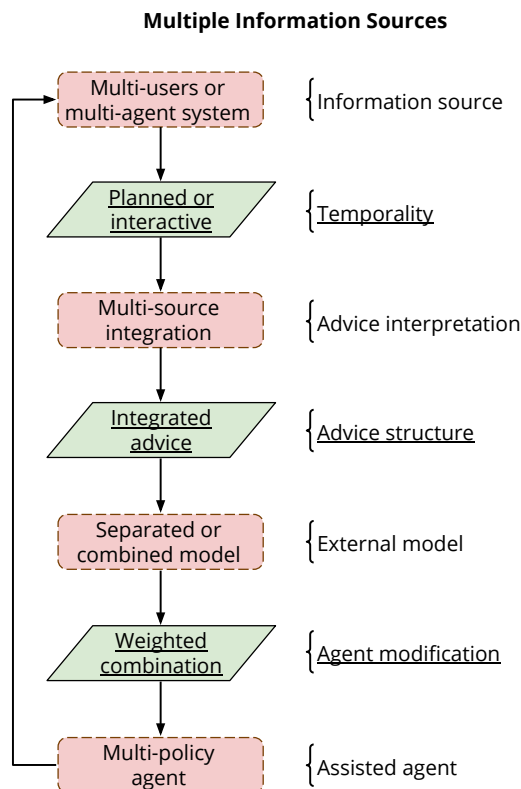 Multiple Information Sources
Multi-users or
multi-agent system
Information source
Planned or
interactive
Temporality
Multi-source
integration
Advice interpretation
Integrated
advice
Advice structure
Separated or
combined model
External model
Weighted
combination
Agent modification
Multi-policy
agent
Assisted agent